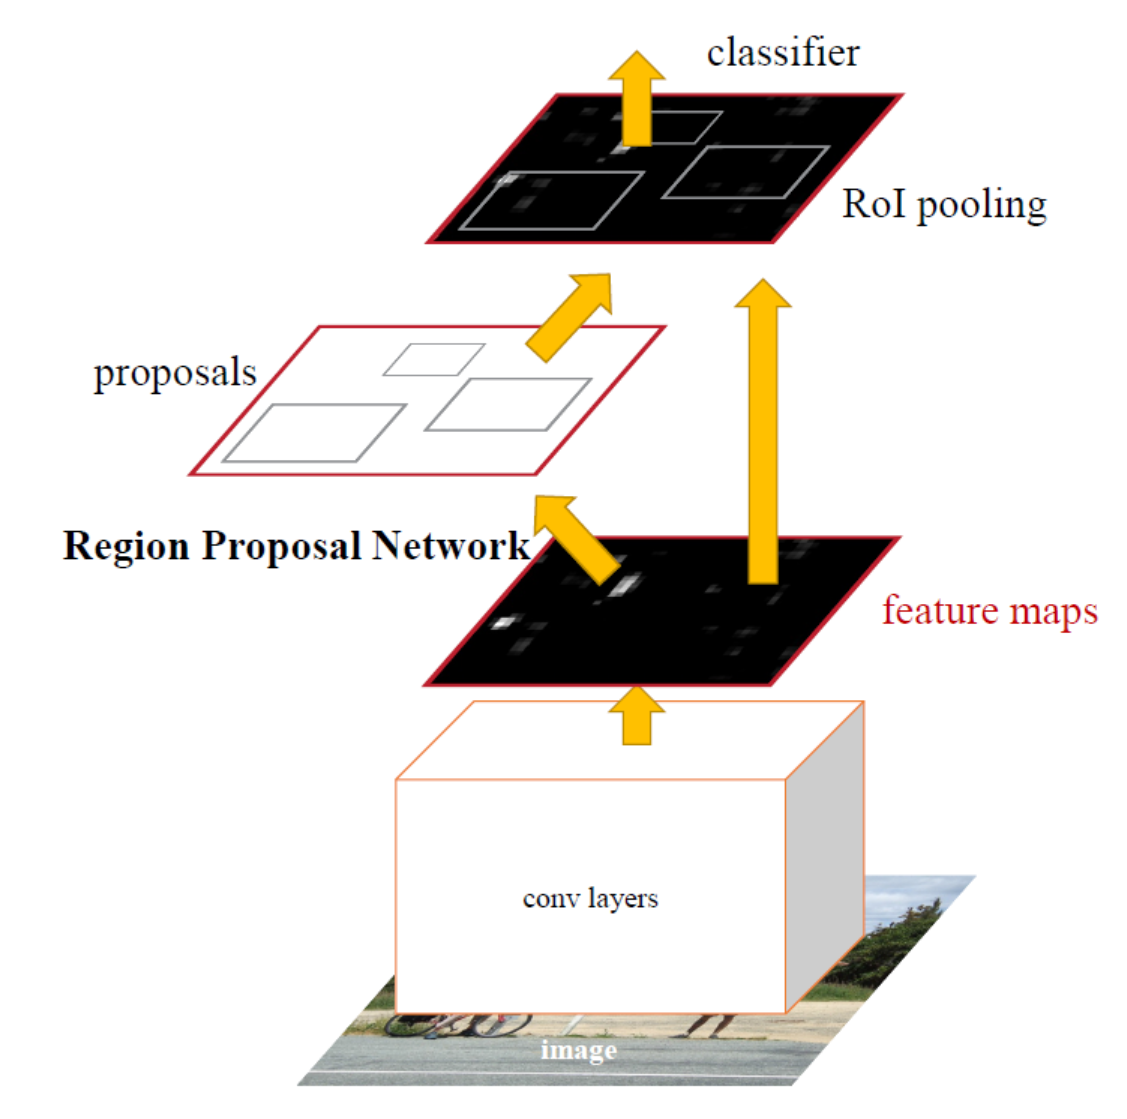 classifier
RoI pooling
proposals
Region Proposal Network
feature maps
conv layers
image